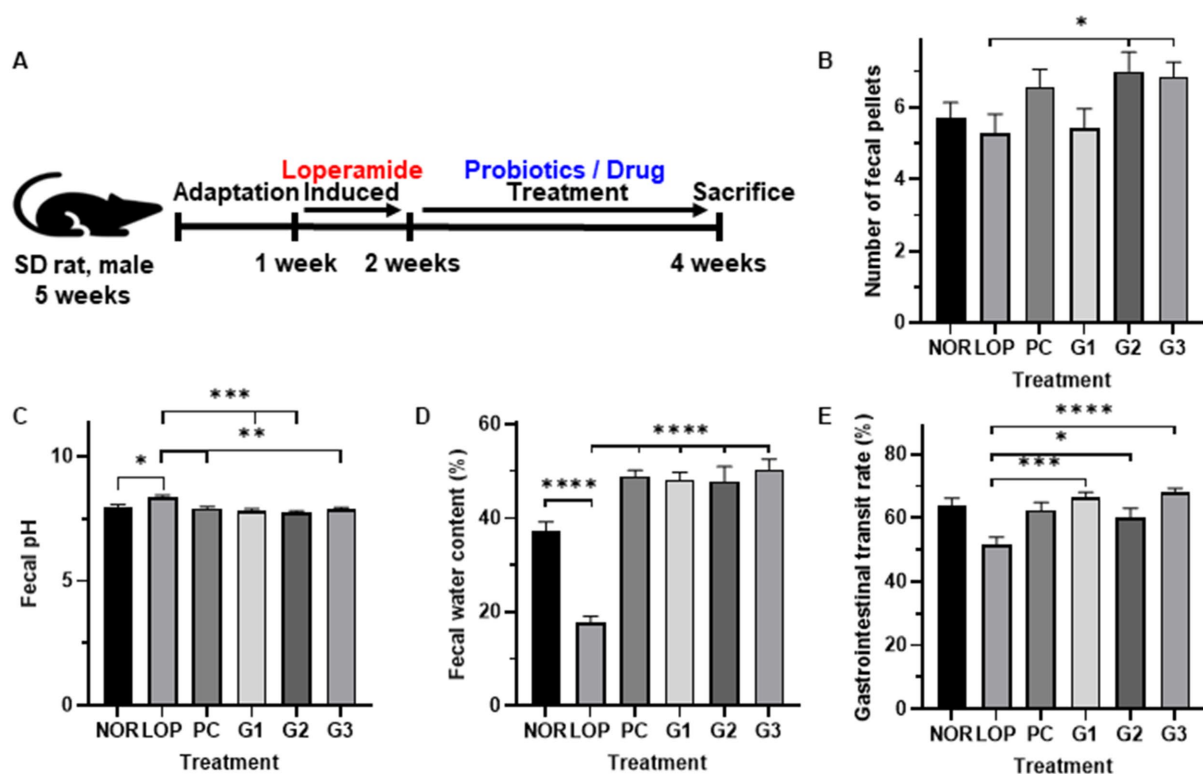 A
Loperamide
Probiotics / Drug
Adaptation Induced Treatment Sacrifice
SD rat, male
5 weeks
1 week 2 weeks 4 weeks
B
Number of fecal pellets
6
4
2
0
*
NOR LOP PC G1 G2 G3
Treatment
C
Fecal pH
10
5
0
***
**
*
NOR LOP PC G1 G2 G3
Treatment
D
Fecal water content (%)
60
40
20
0
****
****
NOR LOP PC G1 G2 G3
Treatment
E
Gastrointestinal transit rate (%)
80
60
40
20
0
****
*
***
NOR LOP PC G1 G2 G3
Treatment